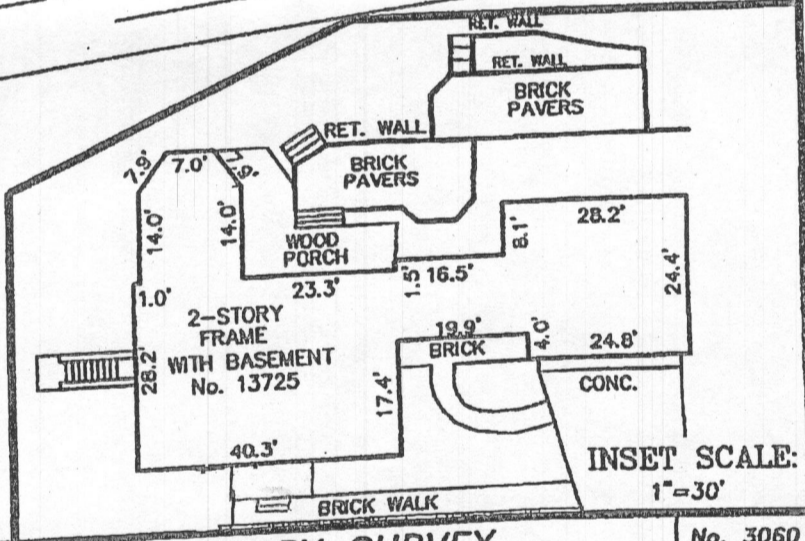 RET. WALL
RET. WALL
BRICK
PAVERS
RET. WALL
7.9'
7.0'
7.9'
BRICK
PAVERS
14.0'
14.0'
28.2'
8.1'
WOOD
PORCH
1.5'
16.5'
24.4'
23.3'
1.0'
2-STORY
FRAME
WITH BASEMENT
No. 13725
28.2'
19.9'
BRICK
4.0'
24.8'
CONC.
17.4'
40.3'
INSET SCALE:
1"=30'
BRICK WALK
SURVEY
No. 3060